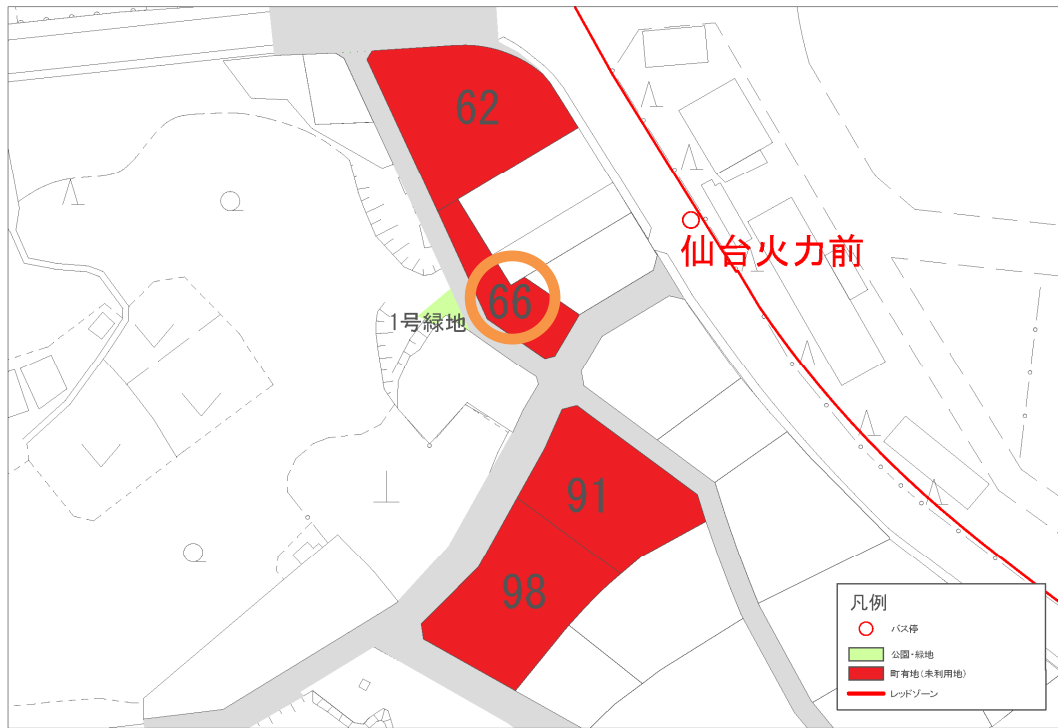 62
仙台火力前
66
1号緑地
91
98
凡例
バス停
公園・緑地
町有地(未利用地)
レッドゾーン